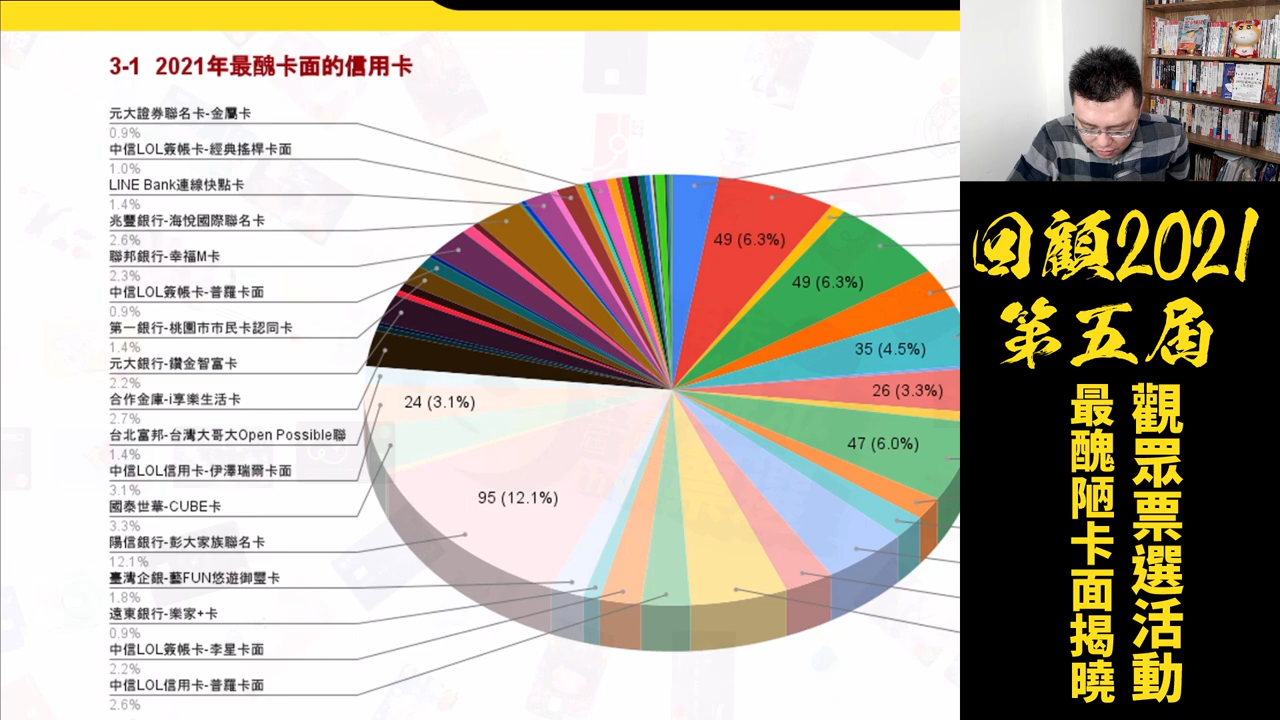 3-1 2021年最醜卡面的信用卡
元大證券聯名卡-金屬卡
0.9%
中信LOL簽帳卡-經典搖桿卡面
1.0%
LINE Bank連線快點卡
1.4%
兆豐銀行-海悅國際聯名卡
2.6%
聯邦銀行-幸福M卡
2.3%
中信LOL簽帳卡-普羅卡面
0.9%
第一銀行-桃園市市民卡認同卡
1.4%
元大銀行-鑽金智富卡
2.2%
合作金庫-i享樂生活卡
2.7%
台北富邦-台灣大哥大Open Possible聯
1.4%
中信LOL信用卡-伊澤瑞爾卡面
3.1%
國泰世華-CUBE卡
3.3%
陽信銀行-彭大家族聯名卡
12.1%
臺灣企銀-藝FUN悠遊御璽卡
1.8%
遠東銀行-樂家+卡
0.9%
中信LOL簽帳卡-李星卡面
2.2%
中信LOL信用卡-普羅卡面
2.6%
49 (6.3%)
49 (6.3%)
35 (4.5%)
26 (3.3%)
24 (3.1%)
47 (6.0%)
95 (12.1%)
回顧2021
第五屆
觀眾票選活動
最醜陋卡面揭曉